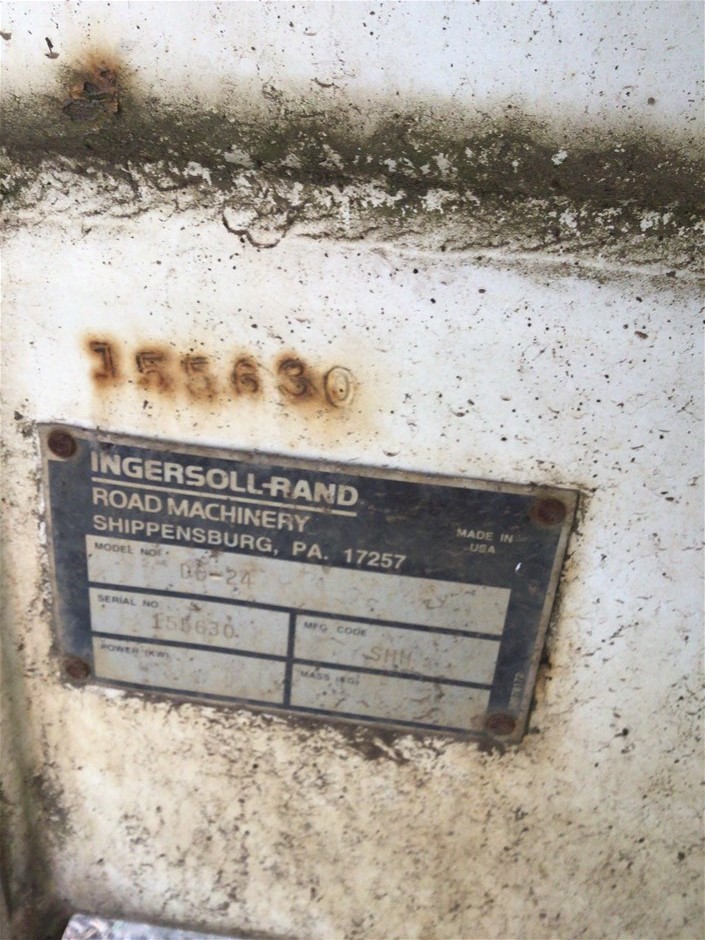 155630
INGERSOLL-RAND
ROAD MACHINERY
SHIPPENSBURG, PA. 17257
MADE IN
USA
MODEL NO.
DD-24
SERIAL NO.
155630
MFG CODE
SHH
POWER (KW)
MASS (KG)